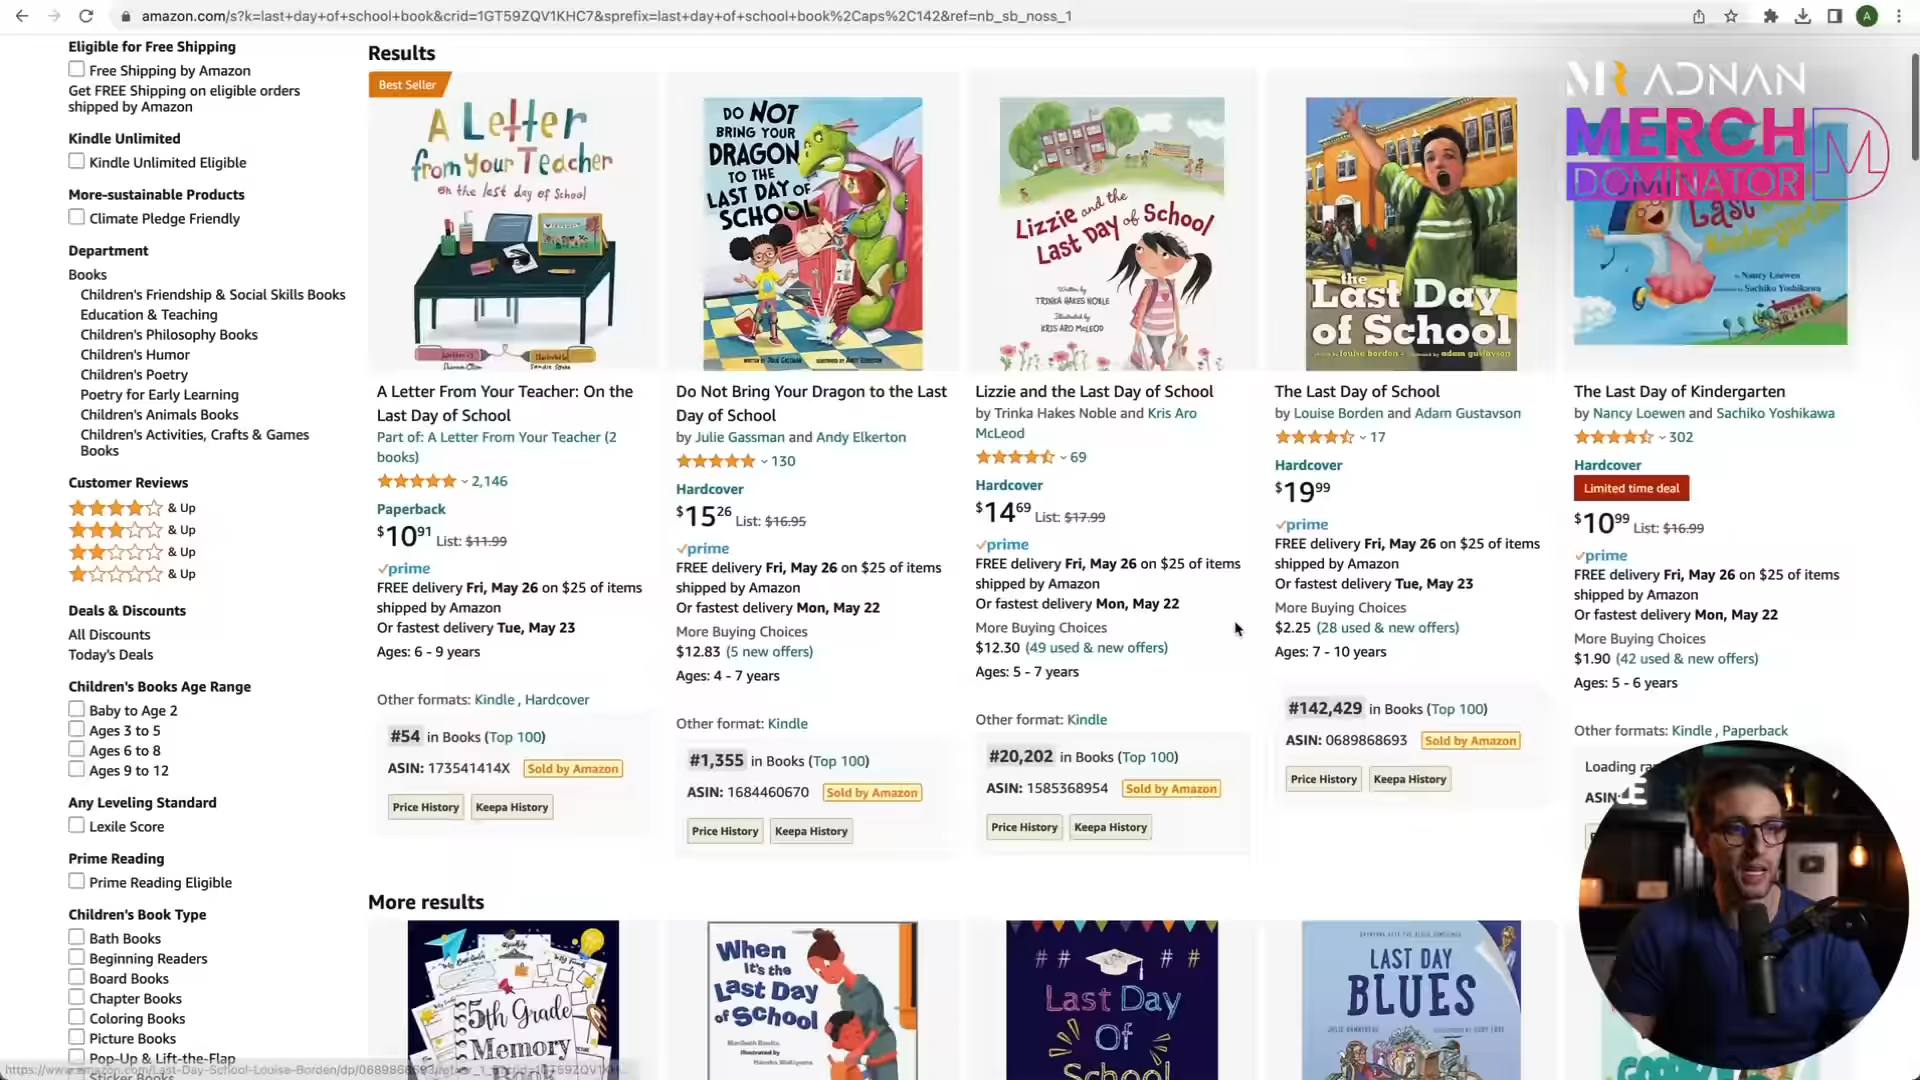 amazon.com/s?k=last+day+of+school+book&crid=1GT59ZQV1KHC7&sprefix=last+day+of+school+book%2Caps%2C142&ref=nb_sb_noss_1
A
Eligible for Free Shipping
Free Shipping by Amazon
Get FREE Shipping on eligible orders
shipped by Amazon
Kindle Unlimited
Kindle Unlimited Eligible
More-sustainable Products
Climate Pledge Friendly
Department
Books
Children's Friendship & Social Skills Books
Education & Teaching
Children's Philosophy Books
Children's Humor
Children's Poetry
Poetry for Early Learning
Children's Animals Books
Children's Activities, Crafts & Games
Books
Customer Reviews
& Up
& Up
& Up
& Up
Deals & Discounts
All Discounts
Today's Deals
Children's Books Age Range
Baby to Age 2
Ages 3 to 5
Ages 6 to 8
Ages 9 to 12
Any Leveling Standard
Lexile Score
Prime Reading
Prime Reading Eligible
Children's Book Type
Bath Books
Beginning Readers
Board Books
Chapter Books
Coloring Books
Picture Books
Pop-Up & Lift-the-Flap
Sticker Books
Results
Best Seller
A Letter
from Your Teacher
on the last day of School
A Letter From Your Teacher: On the
Last Day of School
Part of: A Letter From Your Teacher (2
books)
2,146
Paperback
$10.91 List: $11.99
prime
FREE delivery Fri, May 26 on $25 of items
shipped by Amazon
Or fastest delivery Tue, May 23
Ages: 6 - 9 years
Other formats: Kindle , Hardcover
#54 in Books (Top 100)
ASIN: 173541414X Sold by Amazon
Price History Keepa History
DO NOT
BRING YOUR
DRAGON
TO THE
LAST DAY OF
SCHOOL
WRITTEN BY JULIE GASSMAN ILLUSTRATED BY ANDY ELKERTON
Do Not Bring Your Dragon to the Last
Day of School
by Julie Gassman and Andy Elkerton
130
Hardcover
$15.26 List: $16.95
prime
FREE delivery Fri, May 26 on $25 of items
shipped by Amazon
Or fastest delivery Mon, May 22
More Buying Choices
$12.83 (5 new offers)
Ages: 4 - 7 years
Other format: Kindle
#1,355 in Books (Top 100)
ASIN: 1684460670 Sold by Amazon
Price History Keepa History
Lizzie and the
Last Day of School
Written by
TRINKA HAKES NOBLE
Illustrated by
KRIS ARO MCLEOD
Lizzie and the Last Day of School
by Trinka Hakes Noble and Kris Aro
McLeod
69
Hardcover
$14.69 List: $17.99
prime
FREE delivery Fri, May 26 on $25 of items
shipped by Amazon
Or fastest delivery Mon, May 22
More Buying Choices
$12.30 (49 used & new offers)
Ages: 5 - 7 years
Other format: Kindle
#20,202 in Books (Top 100)
ASIN: 1585368954 Sold by Amazon
Price History Keepa History
the
Last Day
of School
louise borden adam gustavson
The Last Day of School
by Louise Borden and Adam Gustavson
17
Hardcover
$19.99
prime
FREE delivery Fri, May 26 on $25 of items
shipped by Amazon
Or fastest delivery Tue, May 23
More Buying Choices
$2.25 (28 used & new offers)
Ages: 7 - 10 years
#142,429 in Books (Top 100)
ASIN: 0689868693 Sold by Amazon
Price History Keepa History
MR ADNAN
MERCH
DOMINATOR
Last
Kindergarten
by Nancy Loewen
Sachiko Yoshikawa
The Last Day of Kindergarten
by Nancy Loewen and Sachiko Yoshikawa
302
Hardcover
Limited time deal
$10.99 List: $16.99
prime
FREE delivery Fri, May 26 on $25 of items
shipped by Amazon
Or fastest delivery Mon, May 22
More Buying Choices
$1.90 (42 used & new offers)
Ages: 5 - 6 years
Other formats: Kindle , Paperback
Loading
ASIN:
More results
5th Grade
Memory
Book
When
It's the
Last Day
of School
Maribeth Boelts
Illustrated by
# # # #
Last Day
Of
School
LAST DAY
BLUES
JULIE DANNEBERG
JUDY LOVE